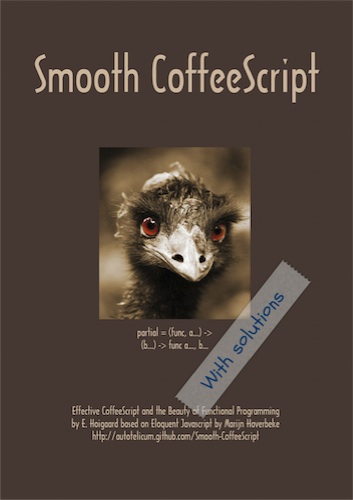 Smooth CoffeeScript
partial = (func, a...) ->
(b...) -> func a..., b...
With solutions
Effective CoffeeScript and the Beauty of Functional Programming
by E. Hoigaard based on Eloquent Javascript by Marijn Haverbeke
http://autotelicum.github.com/Smooth-CoffeeScript